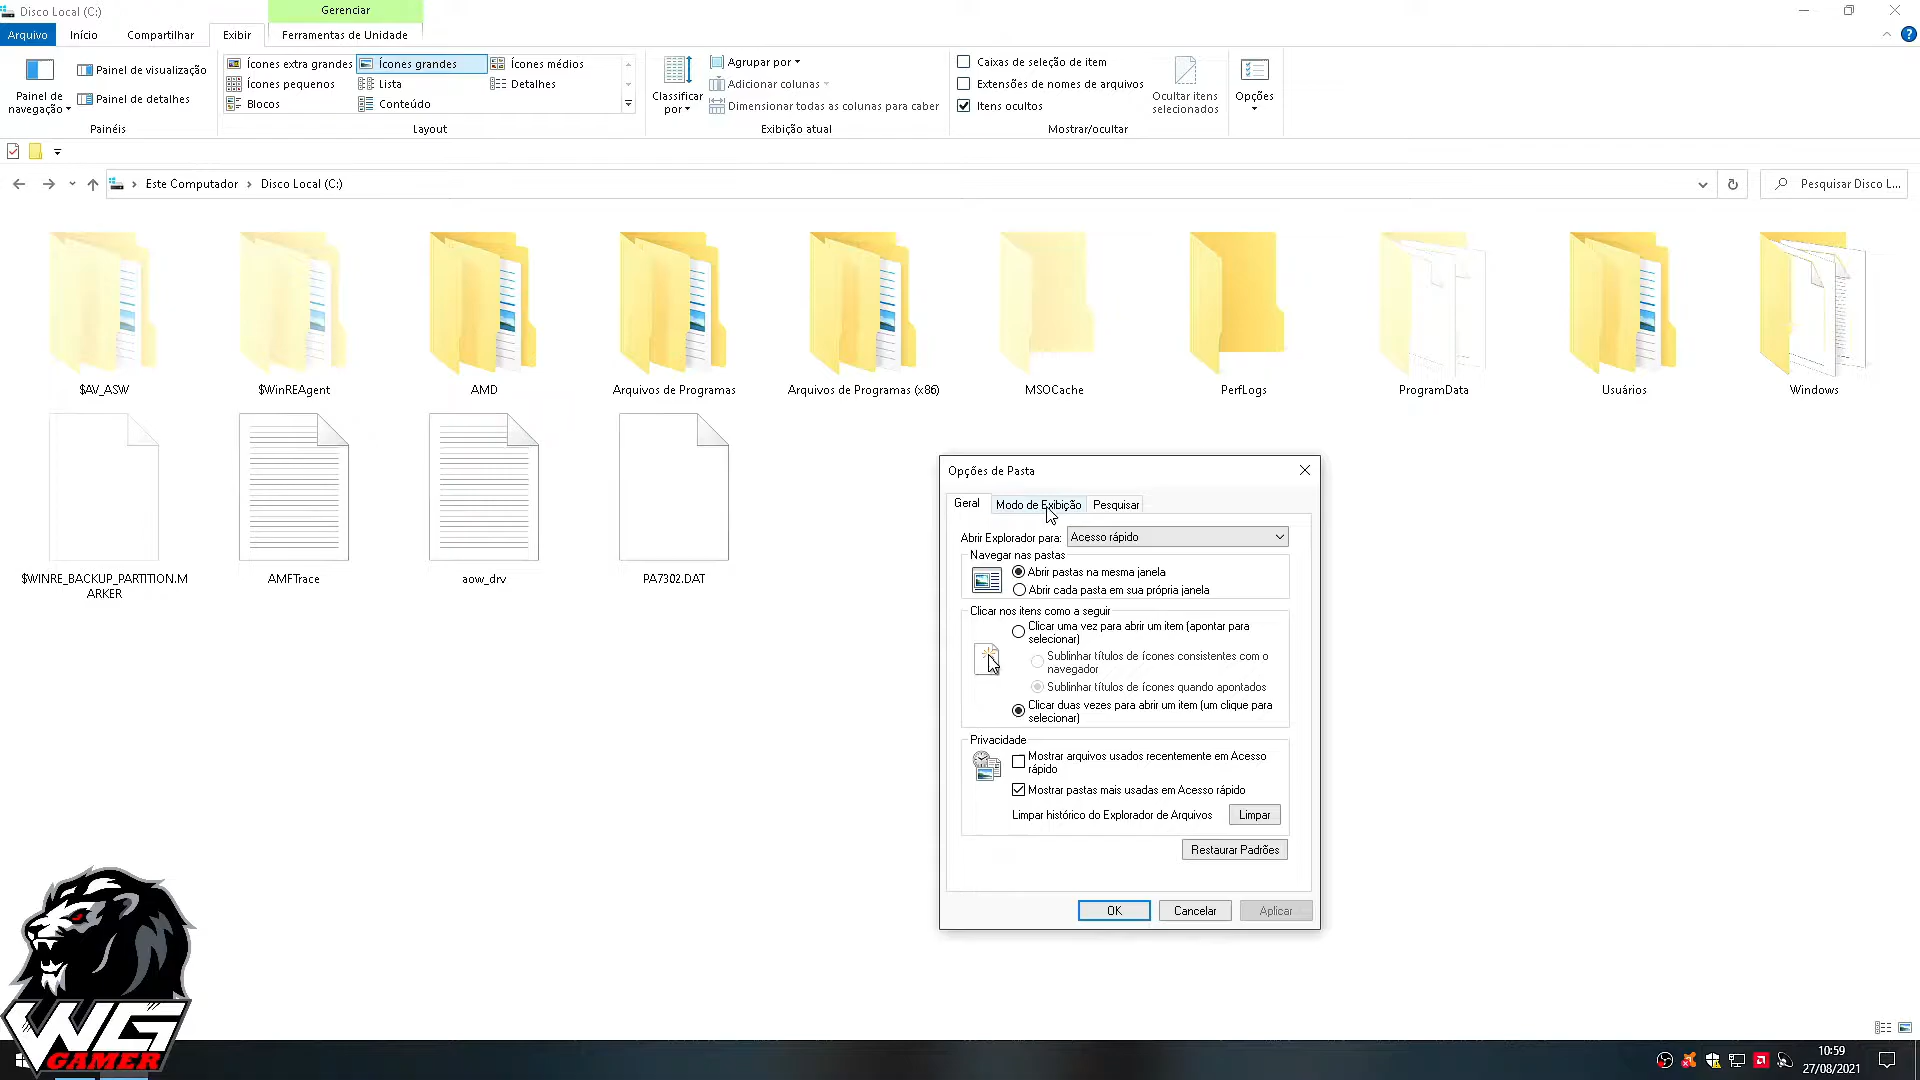 Disco Local (C:)
Gerenciar
Arquivo
Início
Compartilhar
Exibir
Ferramentas de Unidade
Painel de navegação
Painel de visualização
Painel de detalhes
Painéis
Ícones extra grandes
Ícones grandes
Ícones médios
Ícones pequenos
Lista
Detalhes
Blocos
Conteúdo
Layout
Classificar
por
Agrupar por
Adicionar colunas
Dimensionar todas as colunas para caber
Exibição atual
Caixas de seleção de item
Extensões de nomes de arquivos
Itens ocultos
Ocultar itens
selecionados
Mostrar/ocultar
Opções
Este Computador
Disco Local (C:)
Pesquisar Disco L...
$AV_ASW
$WinREAgent
AMD
Arquivos de Programas
Arquivos de Programas (x86)
MSOCache
PerfLogs
ProgramData
Usuários
Windows
$WINRE_BACKUP_PARTITION.M
ARKER
AMFTrace
aow_drv
PA7302.DAT
Opções de Pasta
Geral
Modo de Exibição
Pesquisar
Abrir Explorador para:
Acesso rápido
Navegar nas pastas
Abrir pastas na mesma janela
Abrir cada pasta em sua própria janela
Clicar nos itens como a seguir
Clicar uma vez para abrir um item (apontar para
selecionar)
Sublinhar títulos de ícones consistentes com o
navegador
Sublinhar títulos de ícones quando apontados
Clicar duas vezes para abrir um item (um clique para
selecionar)
Privacidade
Mostrar arquivos usados recentemente em Acesso
rápido
Mostrar pastas mais usadas em Acesso rápido
Limpar histórico do Explorador de Arquivos
Limpar
Restaurar Padrões
OK
Cancelar
Aplicar
WG
GAMER
10:59
27/08/2021